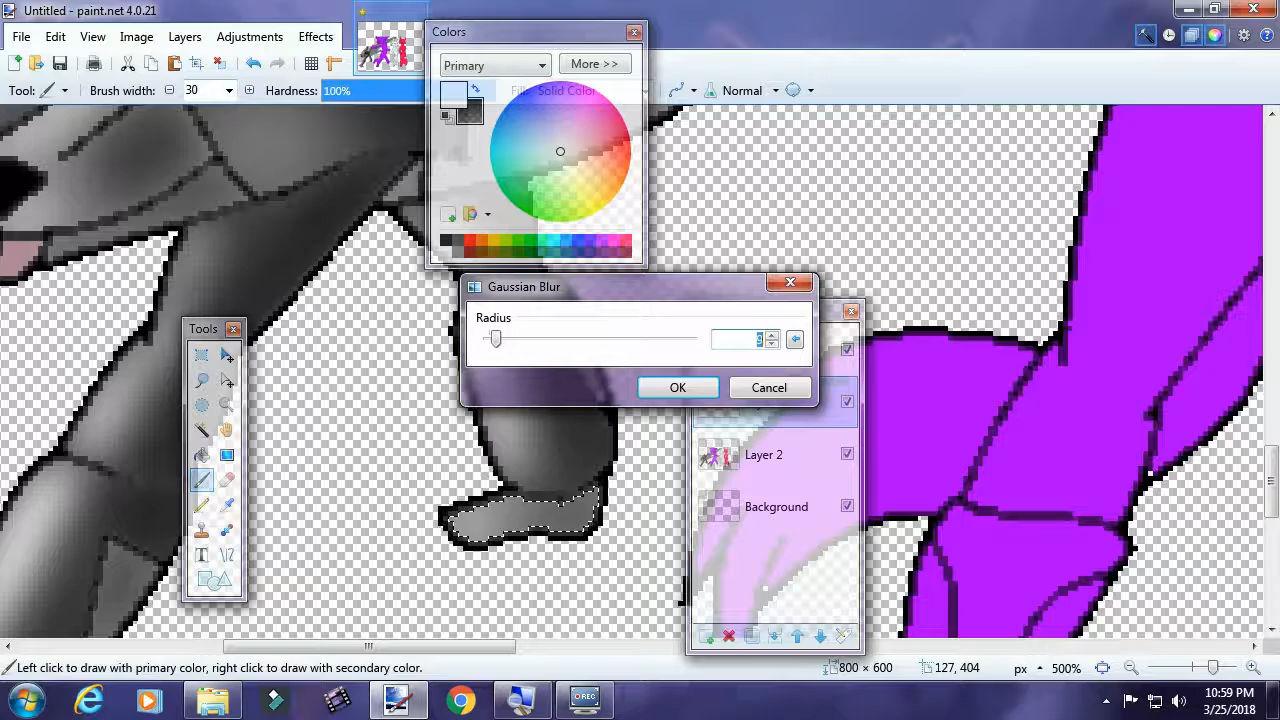 Untitled - paint.net 4.0.21
File Edit View Image Layers Adjustments Effects
Tool: Brush width: 30 Hardness: 100% Fill: Solid Color Normal
Colors
Primary
More >>
Gaussian Blur
Radius
OK
Cancel
Tools
Layer 2
Background
Left click to draw with primary color, right click to draw with secondary color.
800 × 600
127, 404
px
500%
REC
10:59 PM
3/25/2018